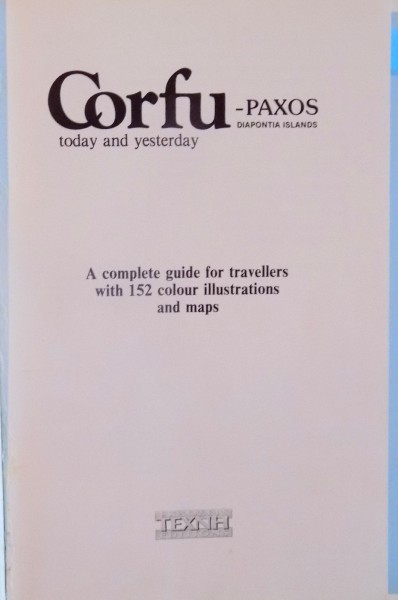 Corfu -PAXOS
DIAPONTIA ISLANDS
today and yesterday
A complete guide for travellers
with 152 colour illustrations
and maps
ΤΕΧΝΗ